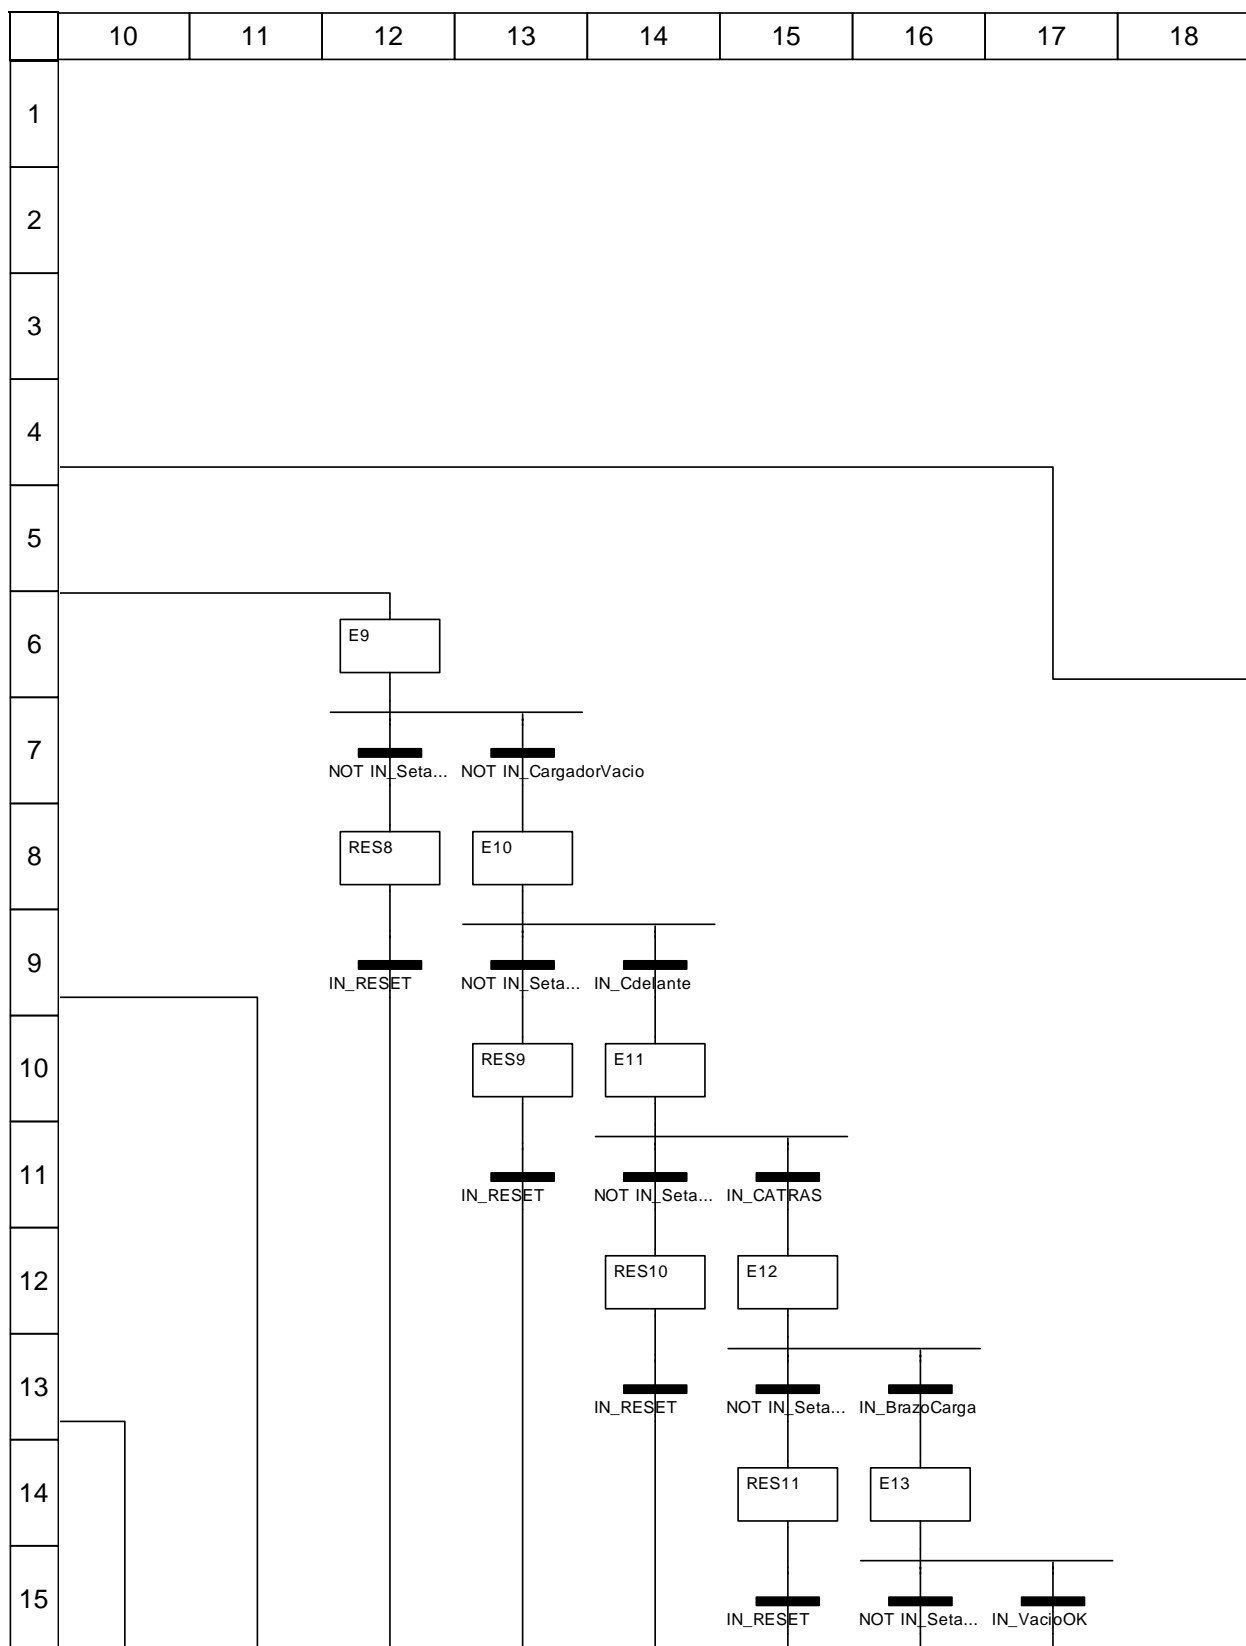 10 11 12 13 14 15 16 17 18
1
2
3
4
5
6
E9
7
NOT IN_Seta... NOT IN_CargadorVacio
8
RES8 E10
9
IN_RESET NOT IN_Seta... IN_Cdelante
10
RES9 E11
11
IN_RESET NOT IN_Seta... IN_CATRAS
12
RES10 E12
13
IN_RESET NOT IN_Seta... IN_BrazoCarga
14
RES11 E13
15
IN_RESET NOT IN_Seta... IN_VacioOK